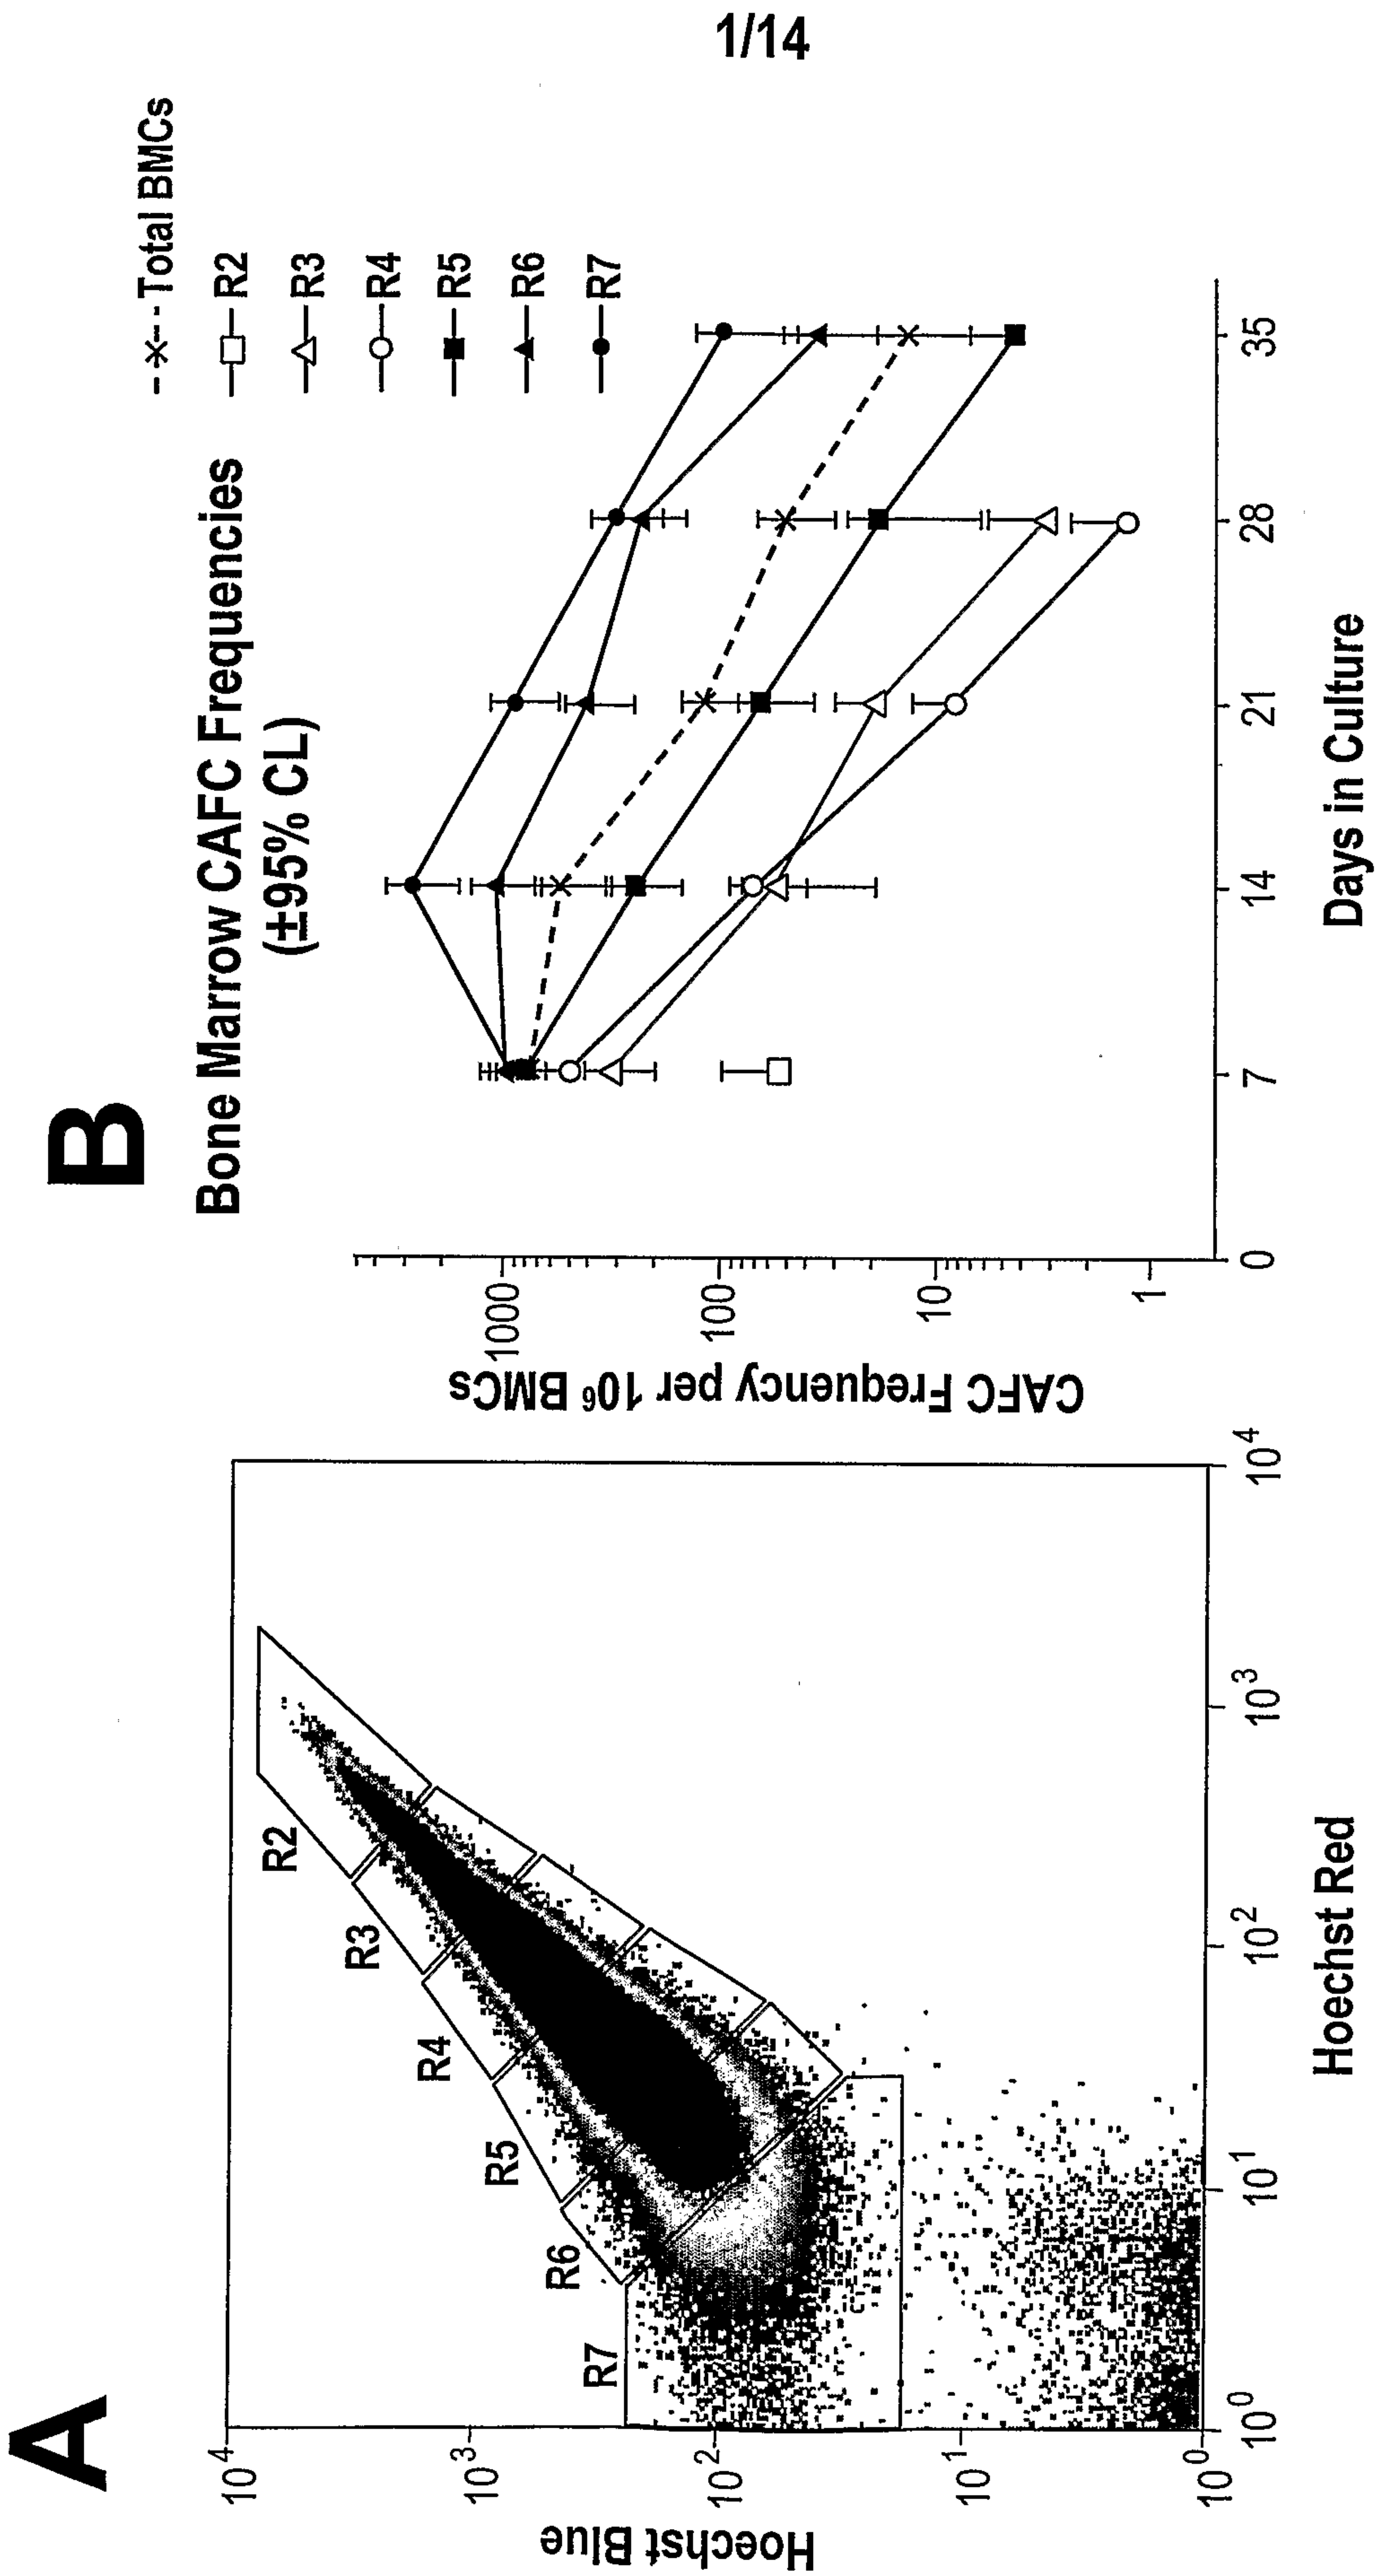 1/14
A
Hoechst Blue
10⁴
10³
10²
10¹
10⁰
R2
R3
R4
R5
R6
R7
10⁰
10¹
10²
10³
10⁴
Hoechst Red
B
Bone Marrow CAFC Frequencies
(±95% CL)
Total BMCs
R2
R3
R4
R5
R6
R7
CAFC Frequency per 10⁶ BMCs
1000
100
10
1
0
7
14
21
28
35
Days in Culture